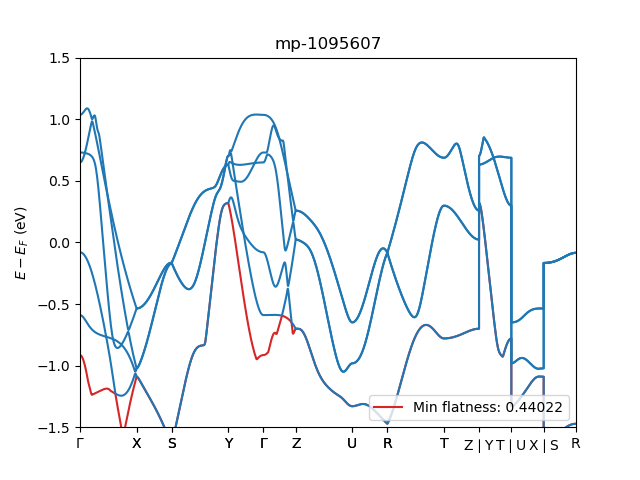 mp-1095607
1.5
1.0
0.5
0.0
−0.5
−1.0
−1.5
E − E_F (eV)
Min flatness: 0.44022
Γ X S Y Γ Z U R T Z | Y T | U X | S R